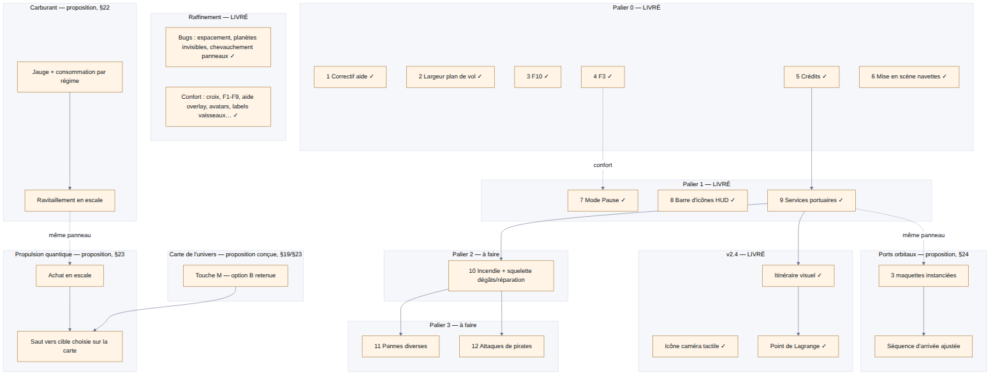 Carburant — proposition, §22
Jauge + consommation par
régime
Ravitaillement en escale
Raffinement — LIVRÉ
Bugs : espacement, planètes
invisibles, chevauchement
panneaux ✓
Confort : croix, F1-F9, aide
overlay, avatars, labels
vaisseaux… ✓
Palier 0 — LIVRÉ
1 Correctif aide ✓
2 Largeur plan de vol ✓
3 F10 ✓
4 F3 ✓
5 Crédits ✓
6 Mise en scène navettes ✓
confort
Palier 1 — LIVRÉ
7 Mode Pause ✓
8 Barre d'icônes HUD ✓
9 Services portuaires ✓
même panneau
même panneau
Propulsion quantique — proposition, §23
Achat en escale
Saut vers cible choisie sur la
carte
Carte de l'univers — proposition conçue, §19/§23
Touche M — option B retenue
Palier 2 — à faire
10 Incendie + squelette
dégâts/réparation
Palier 3 — à faire
11 Pannes diverses
12 Attaques de pirates
v2.4 — LIVRÉ
Itinéraire visuel ✓
Icône caméra tactile ✓
Point de Lagrange ✓
Ports orbitaux — proposition, §24
3 maquettes instanciées
Séquence d'arrivée ajustée